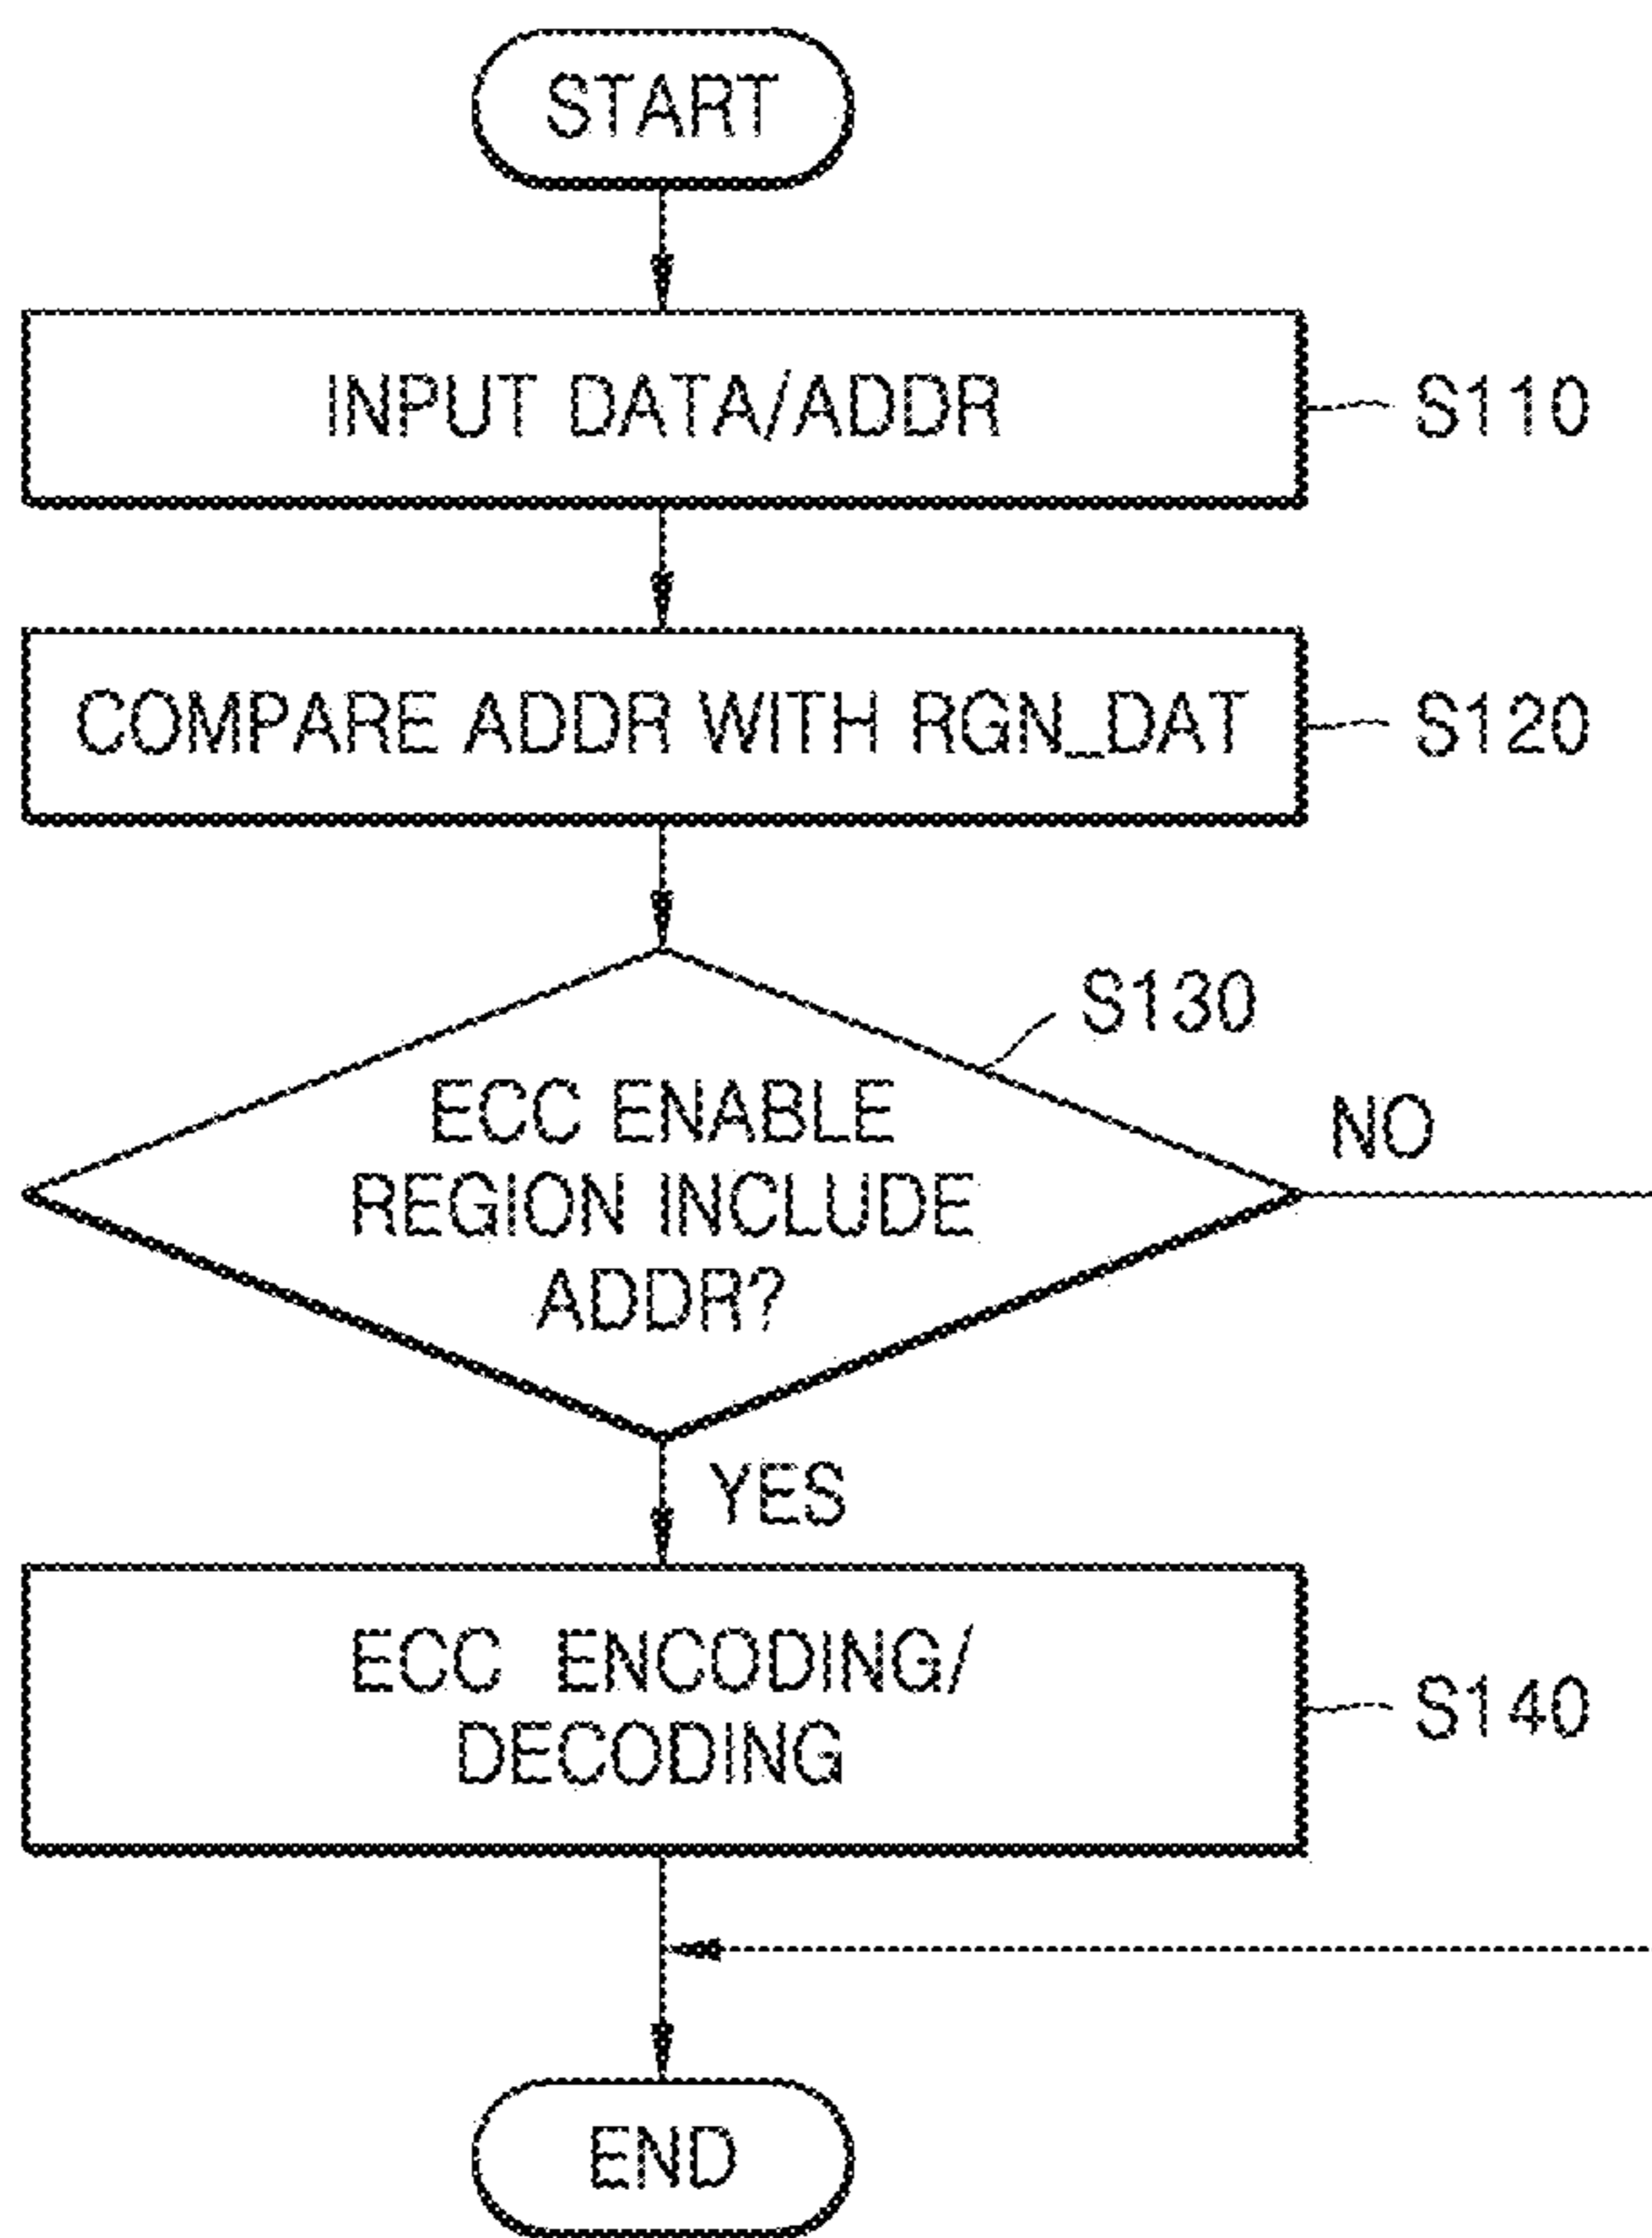 START
INPUT DATA/ADDR
S110
COMPARE ADDR WITH RGN_DAT
S120
S130
ECC ENABLE
REGION INCLUDE
ADDR?
NO
YES
ECC ENCODING/
DECODING
S140
END